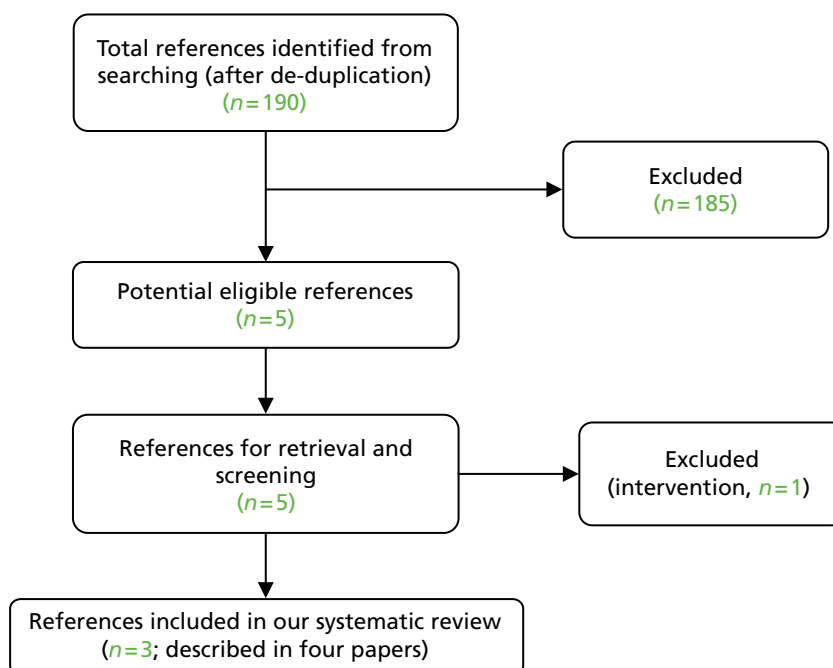 Total references identified from
searching (after de-duplication)
(n=190)
Excluded
(n=185)
Potential eligible references
(n=5)
References for retrieval and
screening
(n=5)
Excluded
(intervention, n=1)
References included in our systematic review
(n=3; described in four papers)